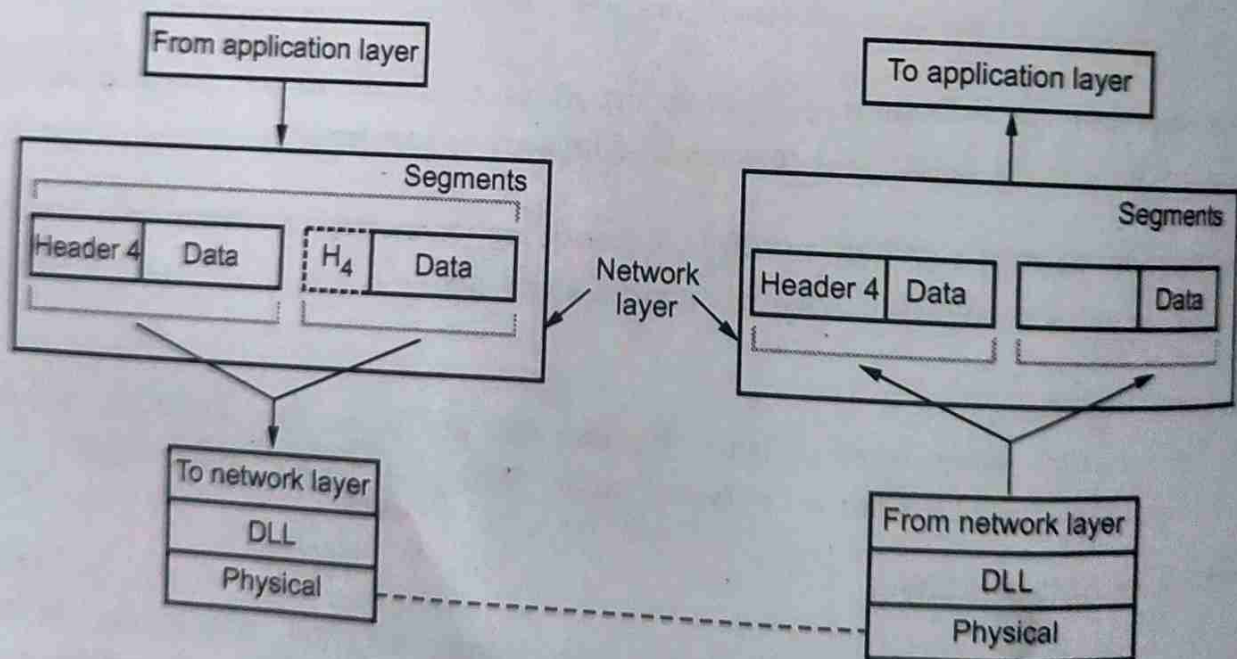 From application layer
Segments
Header 4 Data H4 Data
To network layer
DLL
Physical
Network
layer
To application layer
Segments
Header 4 Data Data
From network layer
DLL
Physical